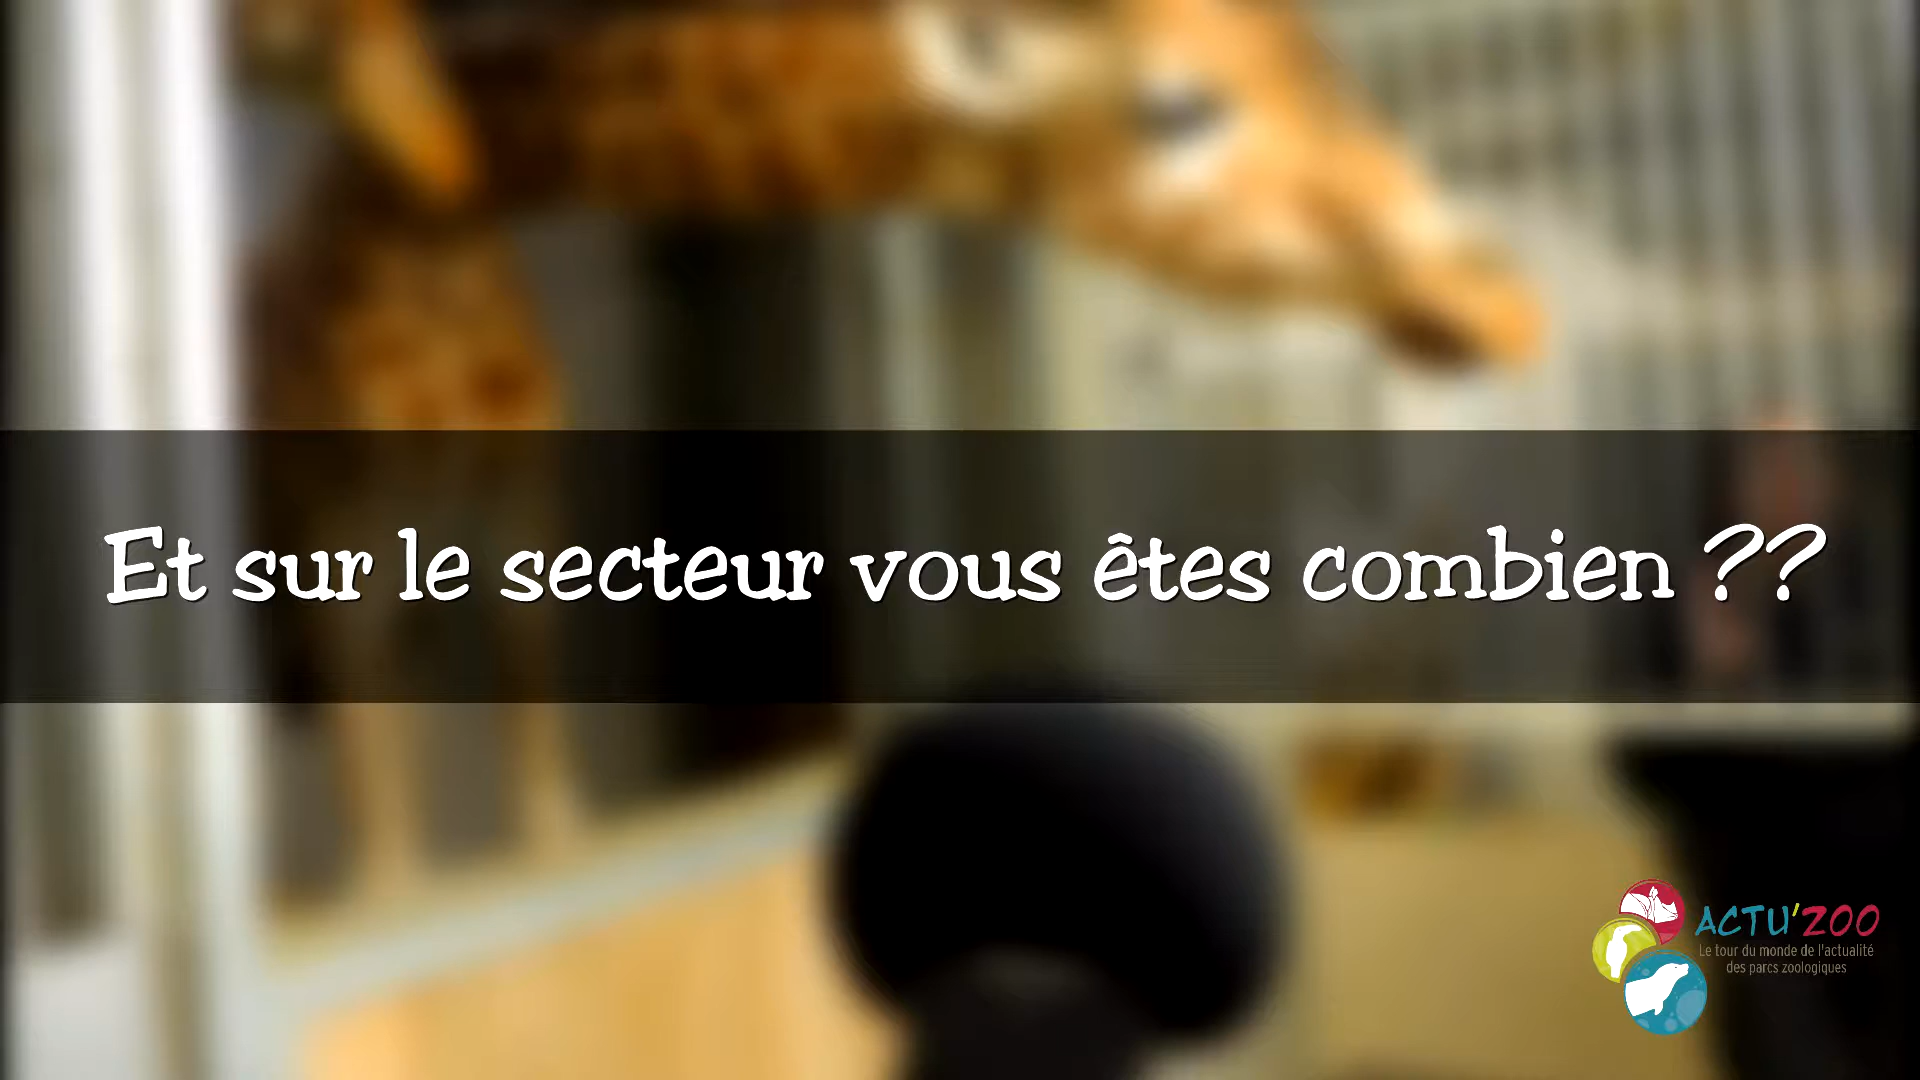 Et sur le secteur vous êtes combien ??
ACTU'ZOO
Le tour du monde de l'actualité
des parcs zoologiques